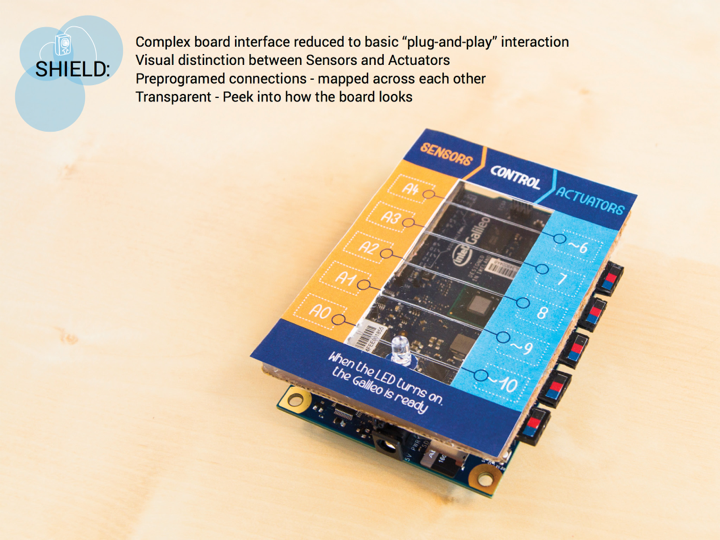 SHIELD:
Complex board interface reduced to basic “plug-and-play” interaction
Visual distinction between Sensors and Actuators
Preprogramed connections - mapped across each other
Transparent - Peek into how the board looks
SENSORS
CONTROL
ACTUATORS
A4
~6
A3
7
A2
8
A1
~9
A0
~10
intel
Galileo
When the LED turns on,
the Galileo is ready